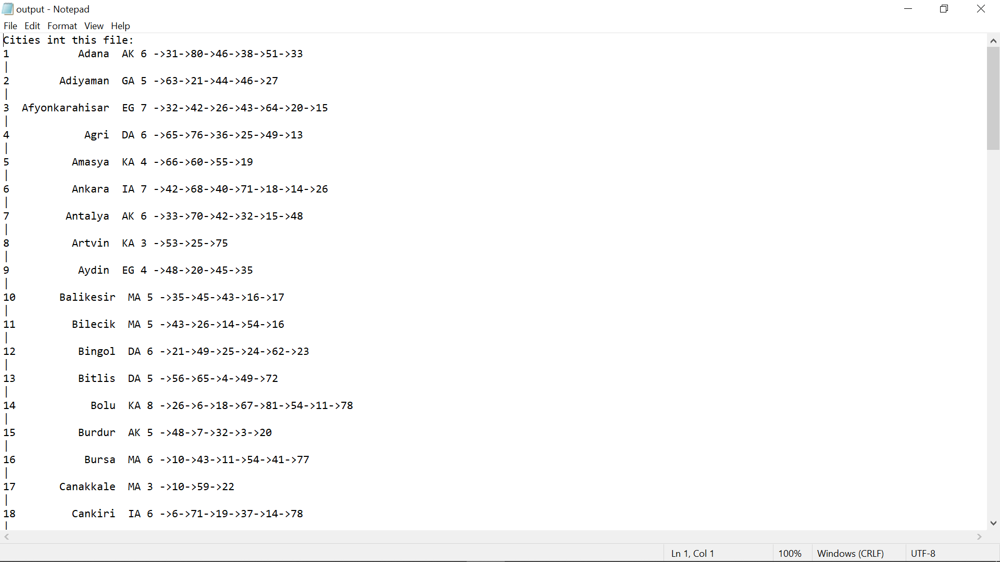 output - Notepad
File Edit Format View Help
Cities int this file:
1           Adana  AK 6 ->31->80->46->38->51->33
|
2        Adiyaman  GA 5 ->63->21->44->46->27
|
3  Afyonkarahisar  EG 7 ->32->42->26->43->64->20->15
|
4            Agri  DA 6 ->65->76->36->25->49->13
|
5          Amasya  KA 4 ->66->60->55->19
|
6          Ankara  IA 7 ->42->68->40->71->18->14->26
|
7         Antalya  AK 6 ->33->70->42->32->15->48
|
8          Artvin  KA 3 ->53->25->75
|
9           Aydin  EG 4 ->48->20->45->35
|
10       Balikesir  MA 5 ->35->45->43->16->17
|
11         Bilecik  MA 5 ->43->26->14->54->16
|
12          Bingol  DA 6 ->21->49->25->24->62->23
|
13          Bitlis  DA 5 ->56->65->4->49->72
|
14            Bolu  KA 8 ->26->6->18->67->81->54->11->78
|
15          Burdur  AK 5 ->48->7->32->3->20
|
16           Bursa  MA 6 ->10->43->11->54->41->77
|
17       Canakkale  MA 3 ->10->59->22
|
18         Cankiri  IA 6 ->6->71->19->37->14->78
|
Ln 1, Col 1 100% Windows (CRLF) UTF-8